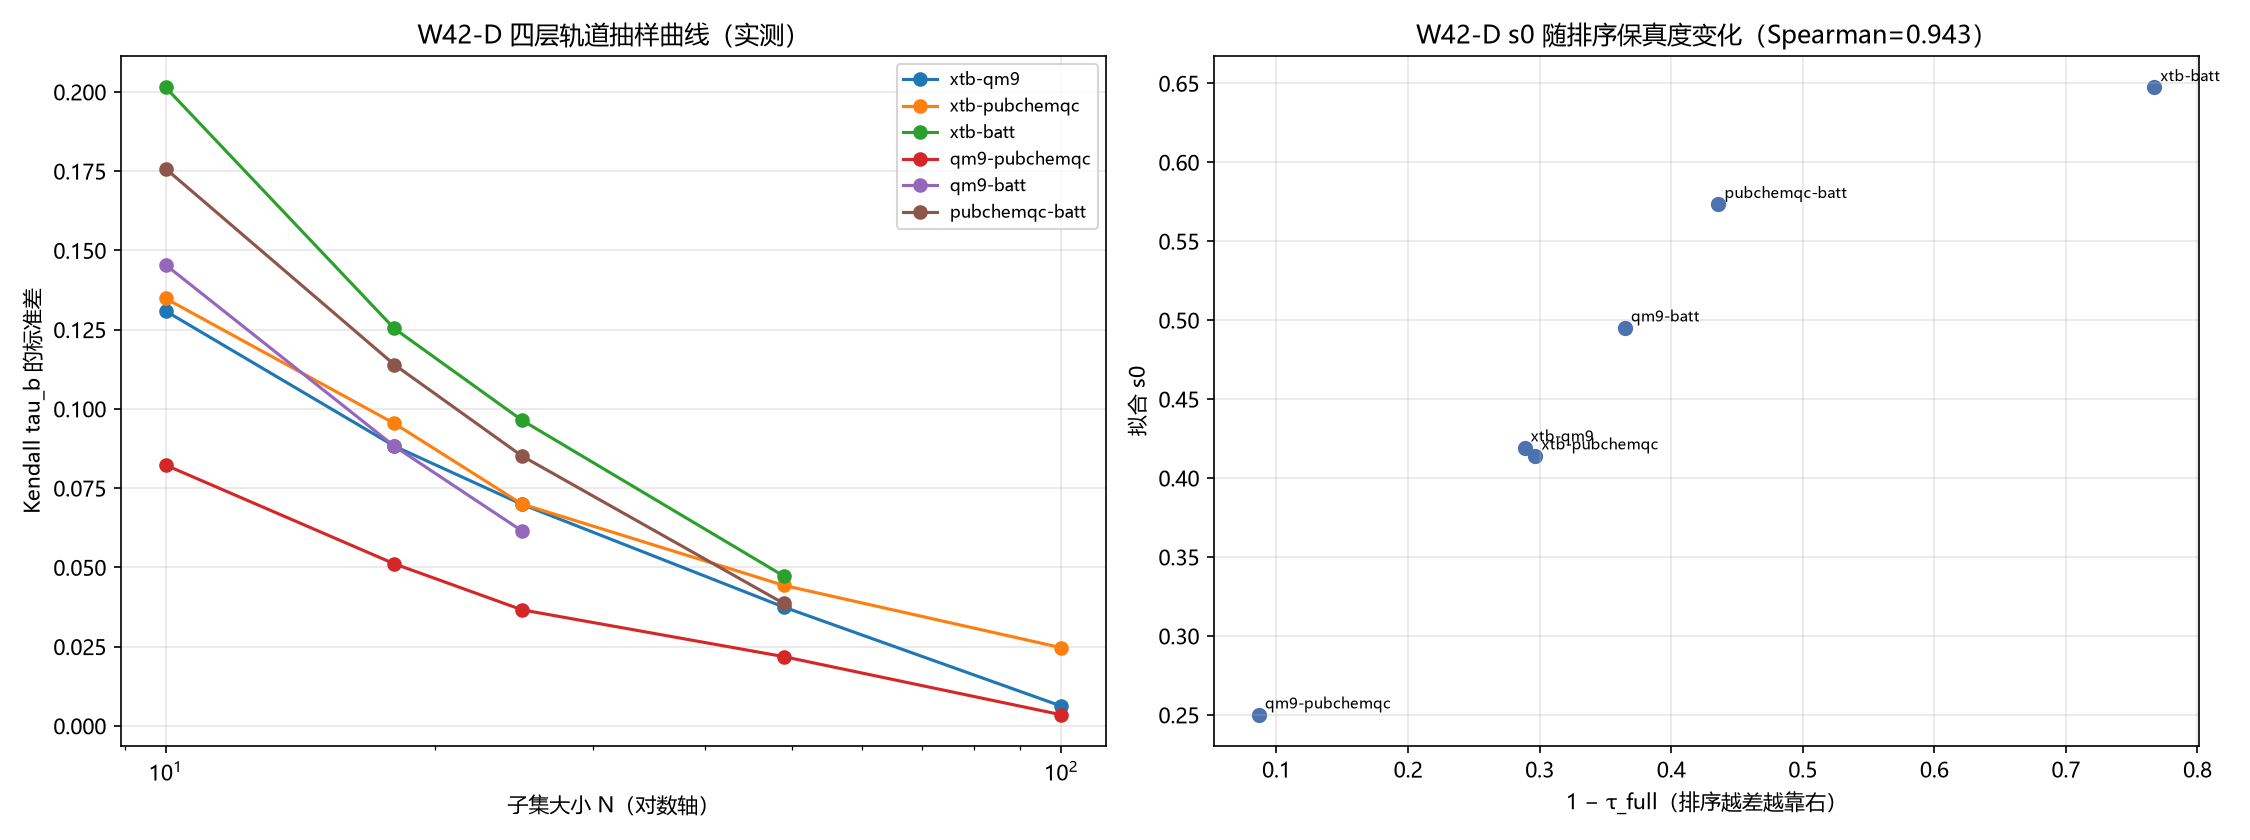 W42-D 四层轨道抽样曲线（实测）
Kendall tau_b 的标准差
0.200
0.175
0.150
0.125
0.100
0.075
0.050
0.025
0.000
xtb-qm9
xtb-pubchemqc
xtb-batt
qm9-pubchemqc
qm9-batt
pubchemqc-batt
10¹
10²
子集大小 N（对数轴）
W42-D s0 随排序保真度变化（Spearman=0.943）
拟合 s0
0.65
0.60
0.55
0.50
0.45
0.40
0.35
0.30
0.25
xtb-batt
pubchemqc-batt
qm9-batt
xtb-qm9
xtb-pubchemqc
qm9-pubchemqc
0.1
0.2
0.3
0.4
0.5
0.6
0.7
0.8
1 − τ_full（排序越差越靠右）